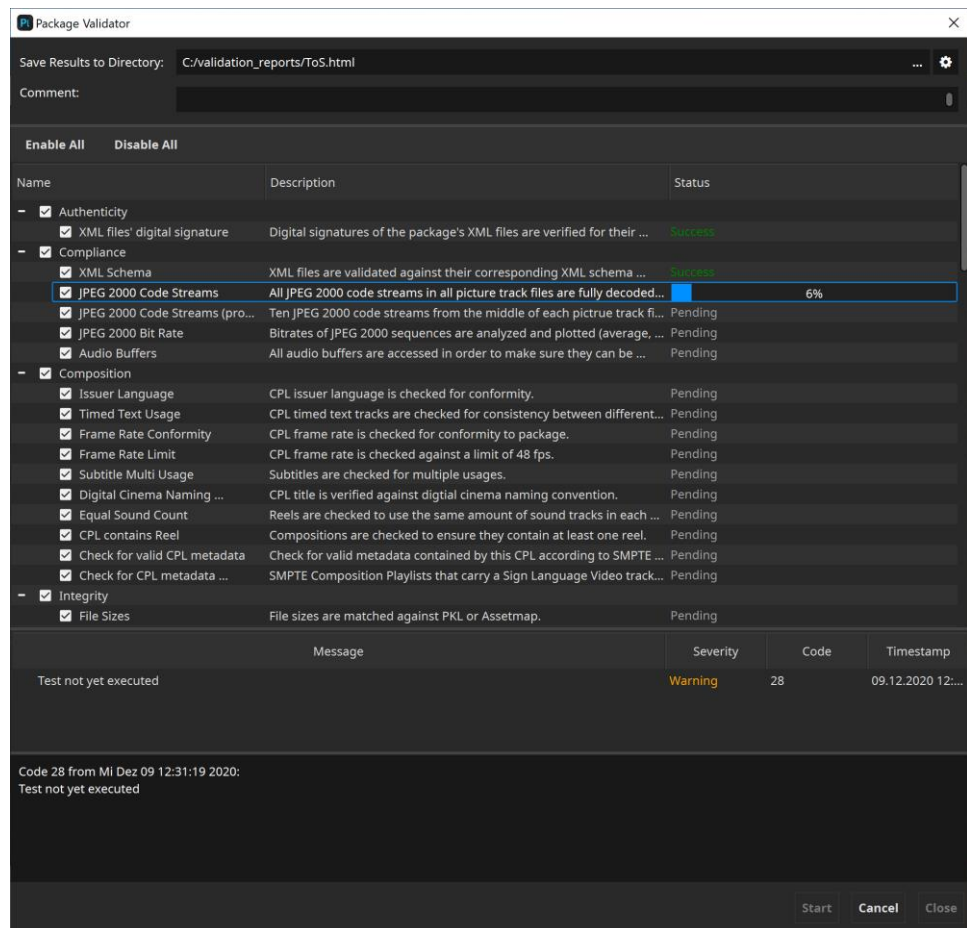 Pt Package Validator
Save Results to Directory: C:/validation_reports/ToS.html ...
Comment:
Enable All Disable All
Name Description Status
Authenticity
XML files' digital signature Digital signatures of the package's XML files are verified for their ... Success
Compliance
XML Schema XML files are validated against their corresponding XML schema ... Success
JPEG 2000 Code Streams All JPEG 2000 code streams in all picture track files are fully decoded... 6%
JPEG 2000 Code Streams (pro... Ten JPEG 2000 code streams from the middle of each pictrue track fi... Pending
JPEG 2000 Bit Rate Bitrates of JPEG 2000 sequences are analyzed and plotted (average, ... Pending
Audio Buffers All audio buffers are accessed in order to make sure they can be ... Pending
Composition
Issuer Language CPL issuer language is checked for conformity. Pending
Timed Text Usage CPL timed text tracks are checked for consistency between different... Pending
Frame Rate Conformity CPL frame rate is checked for conformity to package. Pending
Frame Rate Limit CPL frame rate is checked against a limit of 48 fps. Pending
Subtitle Multi Usage Subtitles are checked for multiple usages. Pending
Digital Cinema Naming ... CPL title is verified against digtial cinema naming convention. Pending
Equal Sound Count Reels are checked to use the same amount of sound tracks in each ... Pending
CPL contains Reel Compositions are checked to ensure they contain at least one reel. Pending
Check for valid CPL metadata Check for valid metadata contained by this CPL according to SMPTE ... Pending
Check for CPL metadata ... SMPTE Composition Playlists that carry a Sign Language Video track... Pending
Integrity
File Sizes File sizes are matched against PKL or Assetmap. Pending
Message Severity Code Timestamp
Test not yet executed Warning 28 09.12.2020 12:...
Code 28 from Mi Dez 09 12:31:19 2020:
Test not yet executed
Start Cancel Close